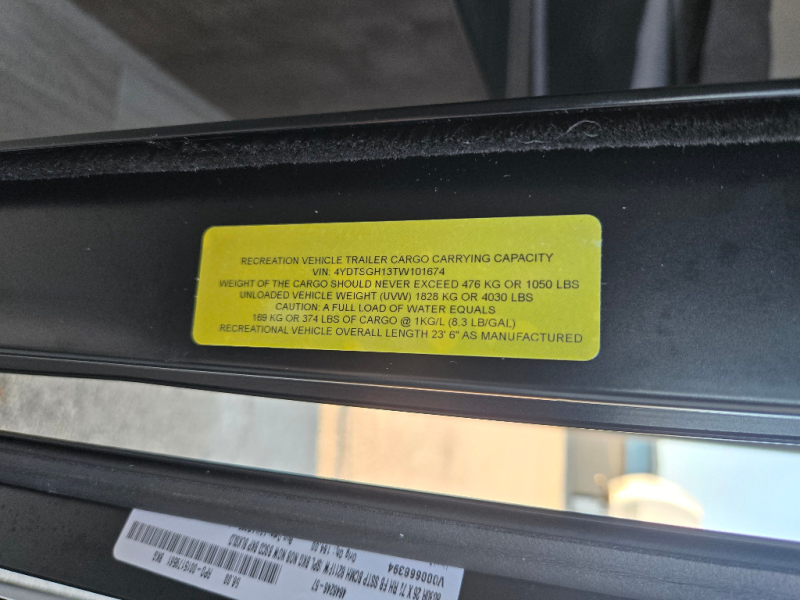 RECREATION VEHICLE TRAILER CARGO CARRYING CAPACITY
VIN: 4YDTSGH13TW101674
WEIGHT OF THE CARGO SHOULD NEVER EXCEED 476 KG OR 1050 LBS
UNLOADED VEHICLE WEIGHT (UVW) 1828 KG OR 4030 LBS
CAUTION: A FULL LOAD OF WATER EQUALS
169 KG OR 374 LBS OF CARGO @ 1KG/L (8.3 LB/GAL)
RECREATIONAL VEHICLE OVERALL LENGTH 23' 6" AS MANUFACTURED
V000668394